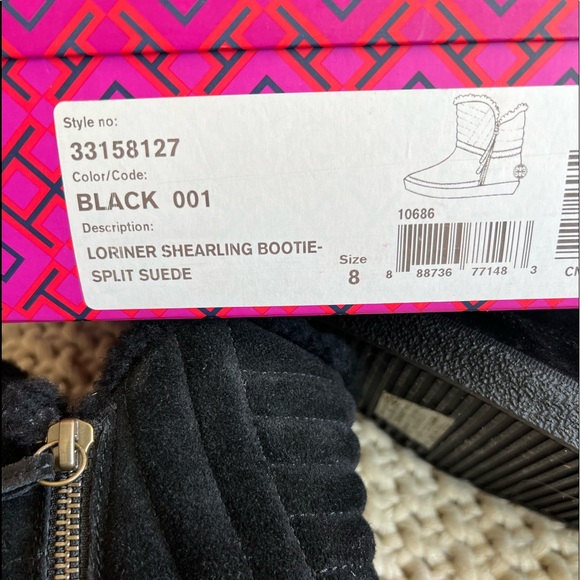 Style no:
33158127
Color/Code:
BLACK 001
Description:
LORINER SHEARLING BOOTIE-
SPLIT SUEDE
Size
8
10686
8 88736 77148 3
CN